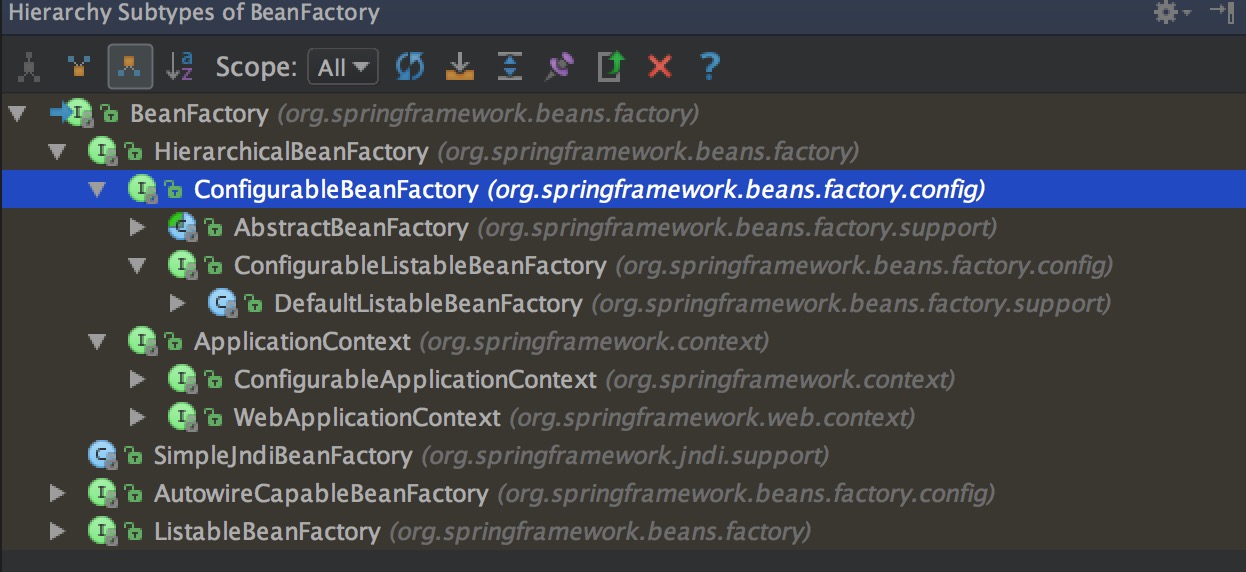 Hierarchy Subtypes of BeanFactory
Scope: All
BeanFactory (org.springframework.beans.factory)
HierarchicalBeanFactory (org.springframework.beans.factory)
ConfigurableBeanFactory (org.springframework.beans.factory.config)
AbstractBeanFactory (org.springframework.beans.factory.support)
ConfigurableListableBeanFactory (org.springframework.beans.factory.config)
DefaultListableBeanFactory (org.springframework.beans.factory.support)
ApplicationContext (org.springframework.context)
ConfigurableApplicationContext (org.springframework.context)
WebApplicationContext (org.springframework.web.context)
SimpleJndiBeanFactory (org.springframework.jndi.support)
AutowireCapableBeanFactory (org.springframework.beans.factory.config)
ListableBeanFactory (org.springframework.beans.factory)